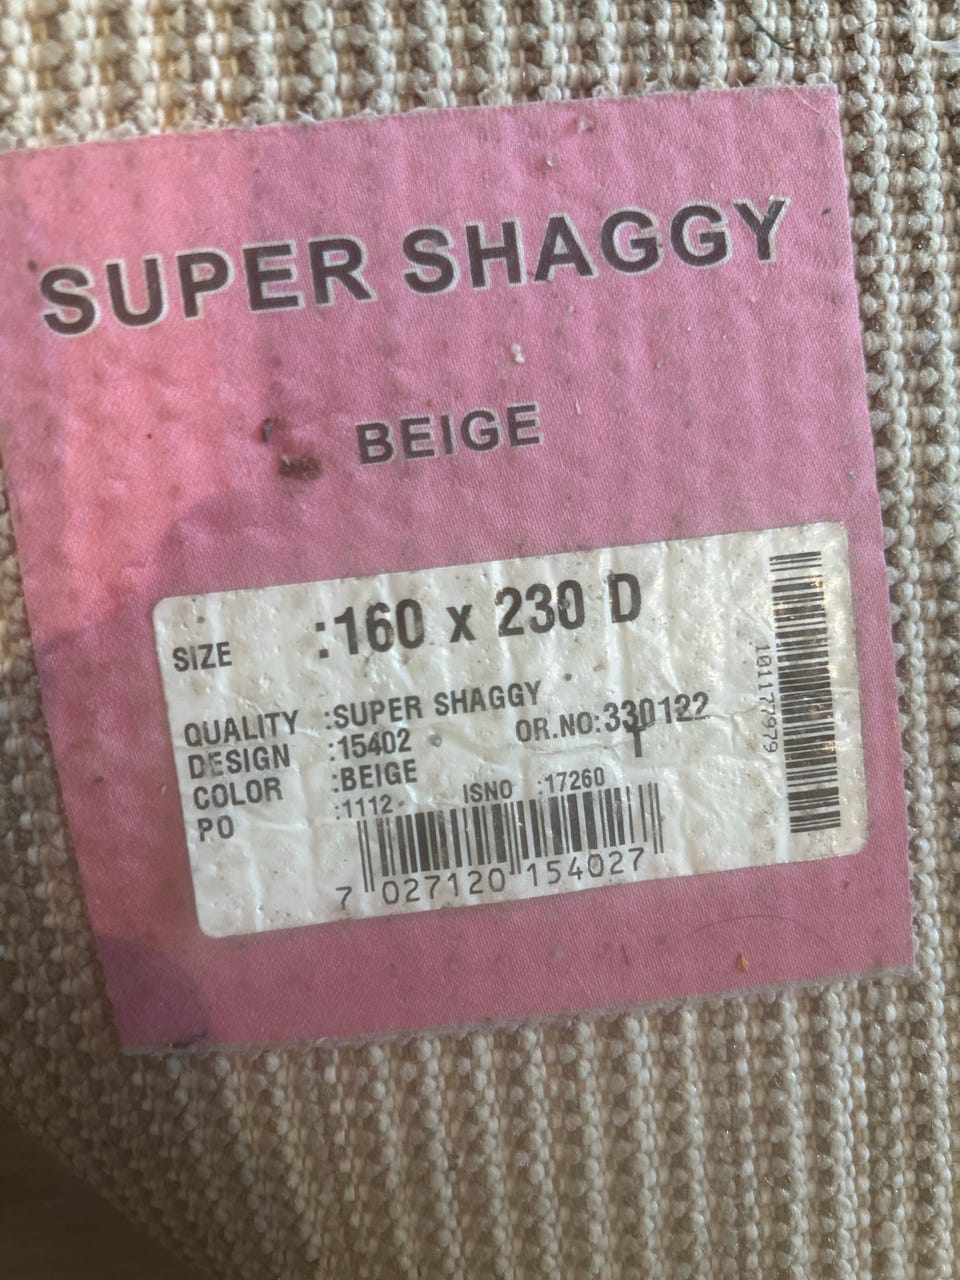 SUPER SHAGGY
BEIGE
SIZE :160 x 230 D
QUALITY :SUPER SHAGGY
DESIGN :15402 OR.NO:330122
T
COLOR :BEIGE
PO :1112 ISNO :17260
7 027120 154027
101177979